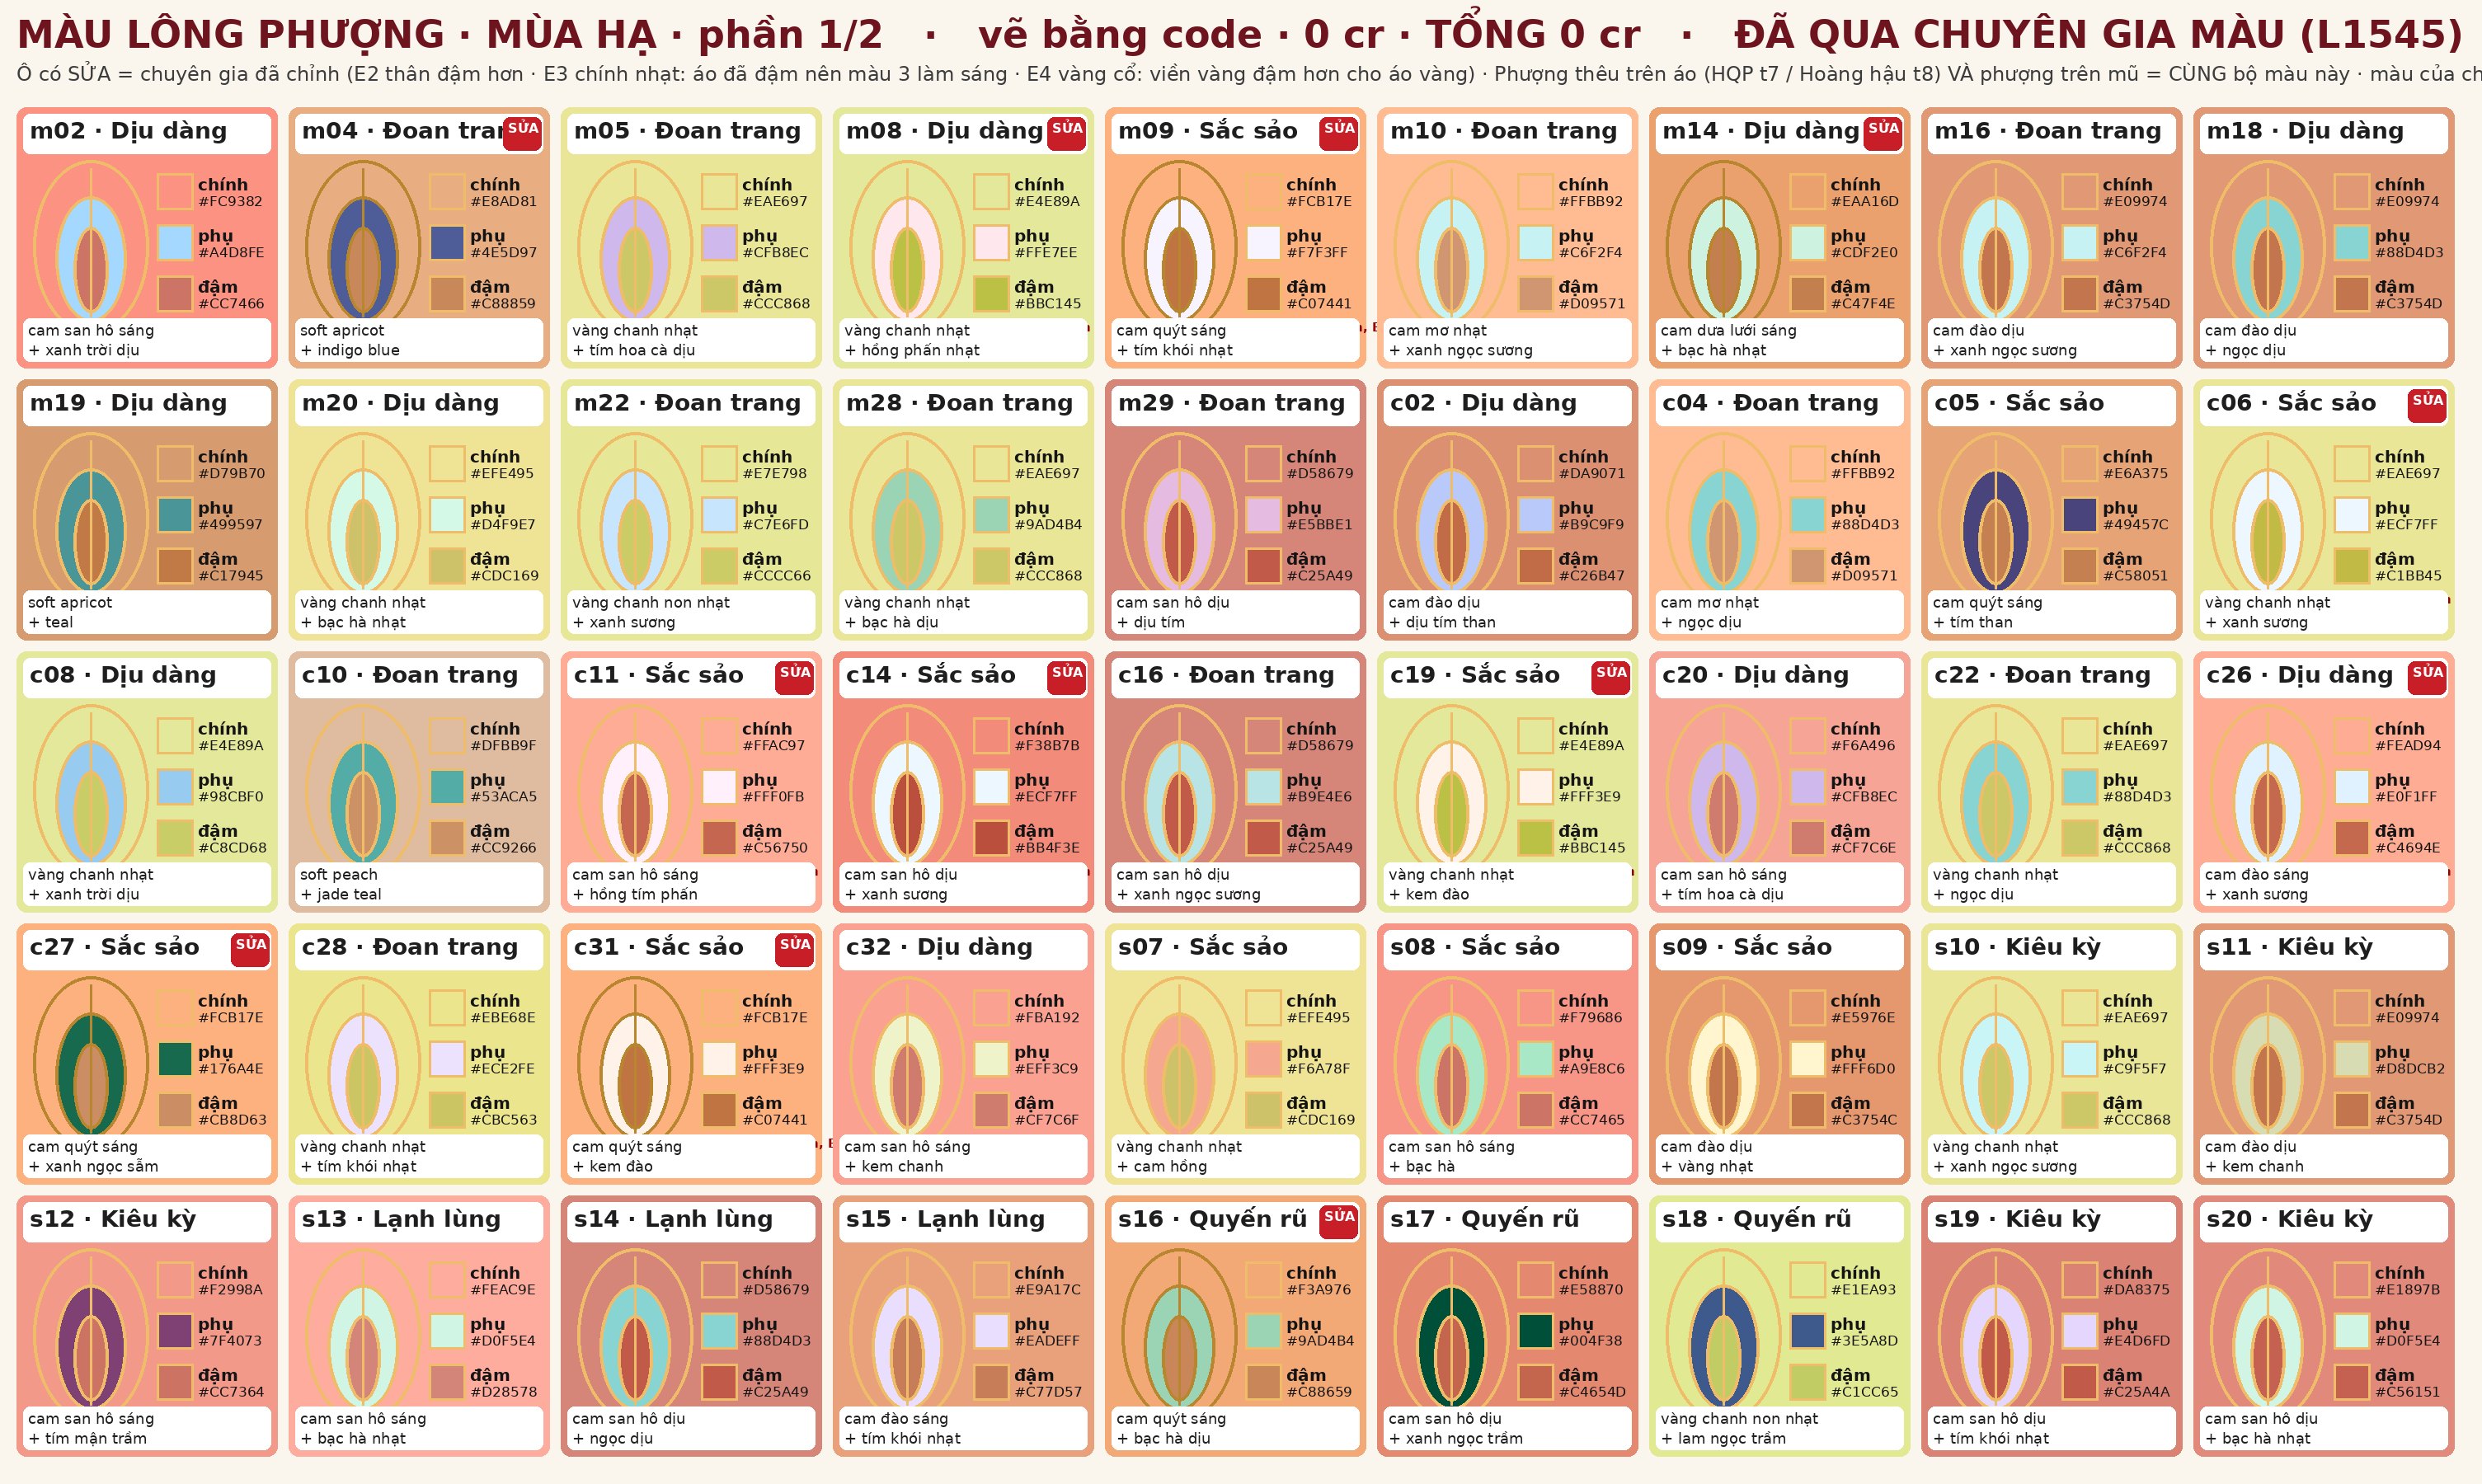 MÀU LÔNG PHƯỢNG · MÙA HẠ · phần 1/2 · vẽ bằng code · 0 cr · TỔNG 0 cr · ĐÃ QUA CHUYÊN GIA MÀU (L1545)
Ô có SỬA = chuyên gia đã chỉnh (E2 thân đậm hơn · E3 chính nhạt: áo đã đậm nên màu 3 làm sáng · E4 vàng cổ: viền vàng đậm hơn cho áo vàng) · Phượng thêu trên áo (HQP t7 / Hoàng hậu t8) VÀ phượng trên mũ = CÙNG bộ màu này · màu của
m02 · Dịu dàng
chính
#FC9382
phụ
#A4D8FE
đậm
#CC7466
cam san hô sáng
+ xanh trời dịu
m04 · Đoan
SỬA
chính
#E8AD81
phụ
#4E5D97
đậm
#C88859
soft apricot
+ indigo blue
m05 · Đoan trang
chính
#EAE697
phụ
#CFB8EC
đậm
#CCC868
vàng chanh nhạt
+ tím hoa cà dịu
m08 · Dịu dàng
SỬA
chính
#E4E89A
phụ
#FFE7EE
đậm
#BBC145
vàng chanh nhạt
+ hồng phấn nhạt
m09 · Sắc sảo
SỬA
chính
#FCB17E
phụ
#F7F3FF
đậm
#C07441
cam quýt sáng
+ tím khói nhạt
m10 · Đoan trang
chính
#FFBB92
phụ
#C6F2F4
đậm
#D09571
cam mơ nhạt
+ xanh ngọc sương
m14 · Dịu dàng
SỬA
chính
#EAA16D
phụ
#CDF2E0
đậm
#C47F4E
cam dưa lưới sáng
+ bạc hà nhạt
m16 · Đoan trang
chính
#E09974
phụ
#C6F2F4
đậm
#C3754D
cam đào dịu
+ xanh ngọc sương
m18 · Dịu dàng
chính
#E09974
phụ
#88D4D3
đậm
#C3754D
cam đào dịu
+ ngọc dịu
m19 · Dịu dàng
chính
#D79B70
phụ
#499597
đậm
#C17945
soft apricot
+ teal
m20 · Dịu dàng
chính
#EFE495
phụ
#D4F9E7
đậm
#CDC169
vàng chanh nhạt
+ bạc hà nhạt
m22 · Đoan trang
chính
#E7E798
phụ
#C7E6FD
đậm
#CCCC66
vàng chanh non nhạt
+ xanh sương
m28 · Đoan trang
chính
#EAE697
phụ
#9AD4B4
đậm
#CCC868
vàng chanh nhạt
+ bạc hà dịu
m29 · Đoan trang
chính
#D58679
phụ
#E5BBE1
đậm
#C25A49
cam san hô dịu
+ dịu tím
c02 · Dịu dàng
chính
#DA9071
phụ
#B9C9F9
đậm
#C26B47
cam đào dịu
+ dịu tím than
c04 · Đoan trang
chính
#FFBB92
phụ
#88D4D3
đậm
#D09571
cam mơ nhạt
+ ngọc dịu
c05 · Sắc sảo
chính
#E6A375
phụ
#49457C
đậm
#C58051
cam quýt sáng
+ tím than
c06 · Sắc sảo
SỬA
chính
#EAE697
phụ
#ECF7FF
đậm
#C1BB45
vàng chanh nhạt
+ xanh sương
c08 · Dịu dàng
chính
#E4E89A
phụ
#98CBF0
đậm
#C8CD68
vàng chanh nhạt
+ xanh trời dịu
c10 · Đoan trang
chính
#DFBB9F
phụ
#53ACA5
đậm
#CC9266
soft peach
+ jade teal
c11 · Sắc sảo
SỬA
chính
#FFAC97
phụ
#FFF0FB
đậm
#C56750
cam san hô sáng
+ hồng tím phấn
c14 · Sắc sảo
SỬA
chính
#F38B7B
phụ
#ECF7FF
đậm
#BB4F3E
cam san hô dịu
+ xanh sương
c16 · Đoan trang
chính
#D58679
phụ
#B9E4E6
đậm
#C25A49
cam san hô dịu
+ xanh ngọc sương
c19 · Sắc sảo
SỬA
chính
#E4E89A
phụ
#FFF3E9
đậm
#BBC145
vàng chanh nhạt
+ kem đào
c20 · Dịu dàng
chính
#F6A496
phụ
#CFB8EC
đậm
#CF7C6E
cam san hô sáng
+ tím hoa cà dịu
c22 · Đoan trang
chính
#EAE697
phụ
#88D4D3
đậm
#CCC868
vàng chanh nhạt
+ ngọc dịu
c26 · Dịu dàng
SỬA
chính
#FEAD94
phụ
#E0F1FF
đậm
#C4694E
cam đào sáng
+ xanh sương
c27 · Sắc sảo
SỬA
chính
#FCB17E
phụ
#176A4E
đậm
#CB8D63
cam quýt sáng
+ xanh ngọc sẫm
c28 · Đoan trang
chính
#EBE68E
phụ
#ECE2FE
đậm
#CBC563
vàng chanh nhạt
+ tím khói nhạt
c31 · Sắc sảo
SỬA
chính
#FCB17E
phụ
#FFF3E9
đậm
#C07441
cam quýt sáng
+ kem đào
c32 · Dịu dàng
chính
#FBA192
phụ
#EFF3C9
đậm
#CF7C6F
cam san hô sáng
+ kem chanh
s07 · Sắc sảo
chính
#EFE495
phụ
#F6A78F
đậm
#CDC169
vàng chanh nhạt
+ cam hồng
s08 · Sắc sảo
chính
#F79686
phụ
#A9E8C6
đậm
#CC7465
cam san hô sáng
+ bạc hà
s09 · Sắc sảo
chính
#E5976E
phụ
#FFF6D0
đậm
#C3754C
cam đào dịu
+ vàng nhạt
s10 · Kiêu kỳ
chính
#EAE697
phụ
#C9F5F7
đậm
#CCC868
vàng chanh nhạt
+ xanh ngọc sương
s11 · Kiêu kỳ
chính
#E09974
phụ
#D8DCB2
đậm
#C3754D
cam đào dịu
+ kem chanh
s12 · Kiêu kỳ
chính
#F2998A
phụ
#7F4073
đậm
#CC7364
cam san hô sáng
+ tím mận trầm
s13 · Lạnh lùng
chính
#FEAC9E
phụ
#D0F5E4
đậm
#D28578
cam san hô sáng
+ bạc hà nhạt
s14 · Lạnh lùng
chính
#D58679
phụ
#88D4D3
đậm
#C25A49
cam san hô dịu
+ ngọc dịu
s15 · Lạnh lùng
chính
#E9A17C
phụ
#EADEFF
đậm
#C77D57
cam đào sáng
+ tím khói nhạt
s16 · Quyến rũ
SỬA
chính
#F3A976
phụ
#9AD4B4
đậm
#C88659
cam quýt sáng
+ bạc hà dịu
s17 · Quyến rũ
chính
#E58870
phụ
#004F38
đậm
#C4654D
cam san hô dịu
+ xanh ngọc trầm
s18 · Quyến rũ
chính
#E1EA93
phụ
#3E5A8D
đậm
#C1CC65
vàng chanh non nhạt
+ lam ngọc trầm
s19 · Kiêu kỳ
chính
#DA8375
phụ
#E4D6FD
đậm
#C25A4A
cam san hô dịu
+ tím khói nhạt
s20 · Kiêu kỳ
chính
#E1897B
phụ
#D0F5E4
đậm
#C56151
cam san hô dịu
+ bạc hà nhạt